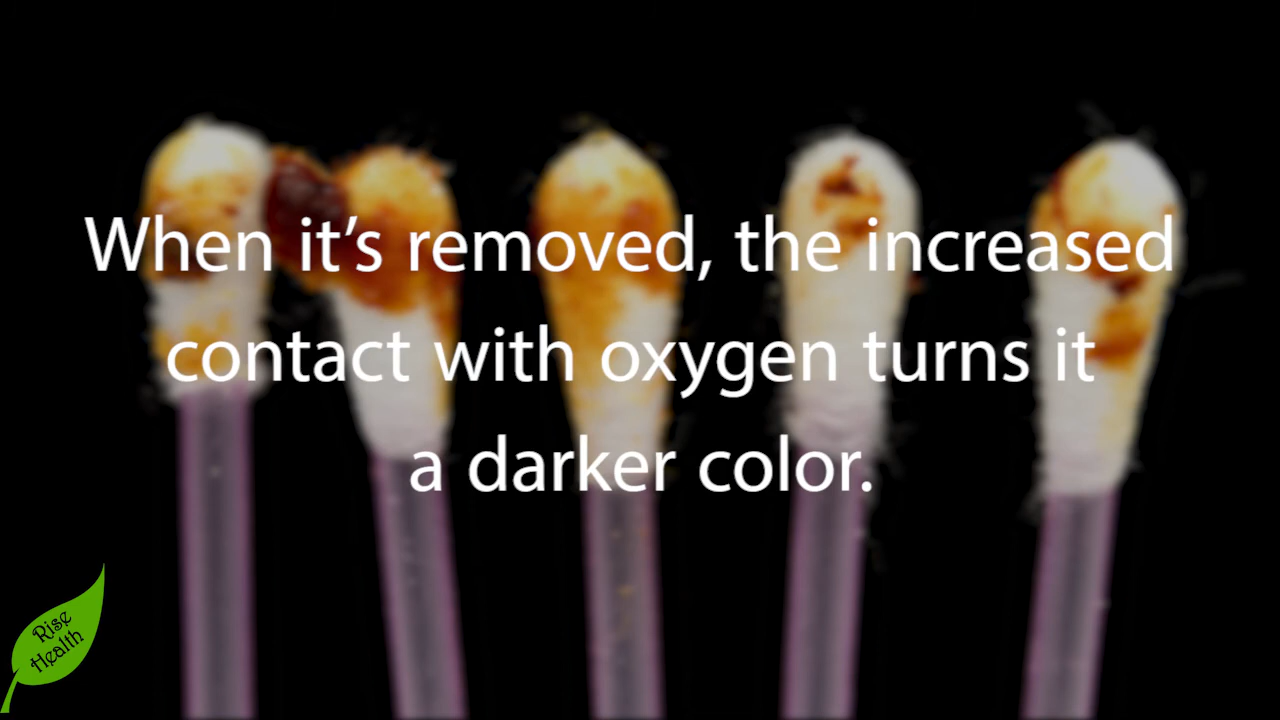 When it’s removed, the increased
contact with oxygen turns it
a darker color.
Rise
Health